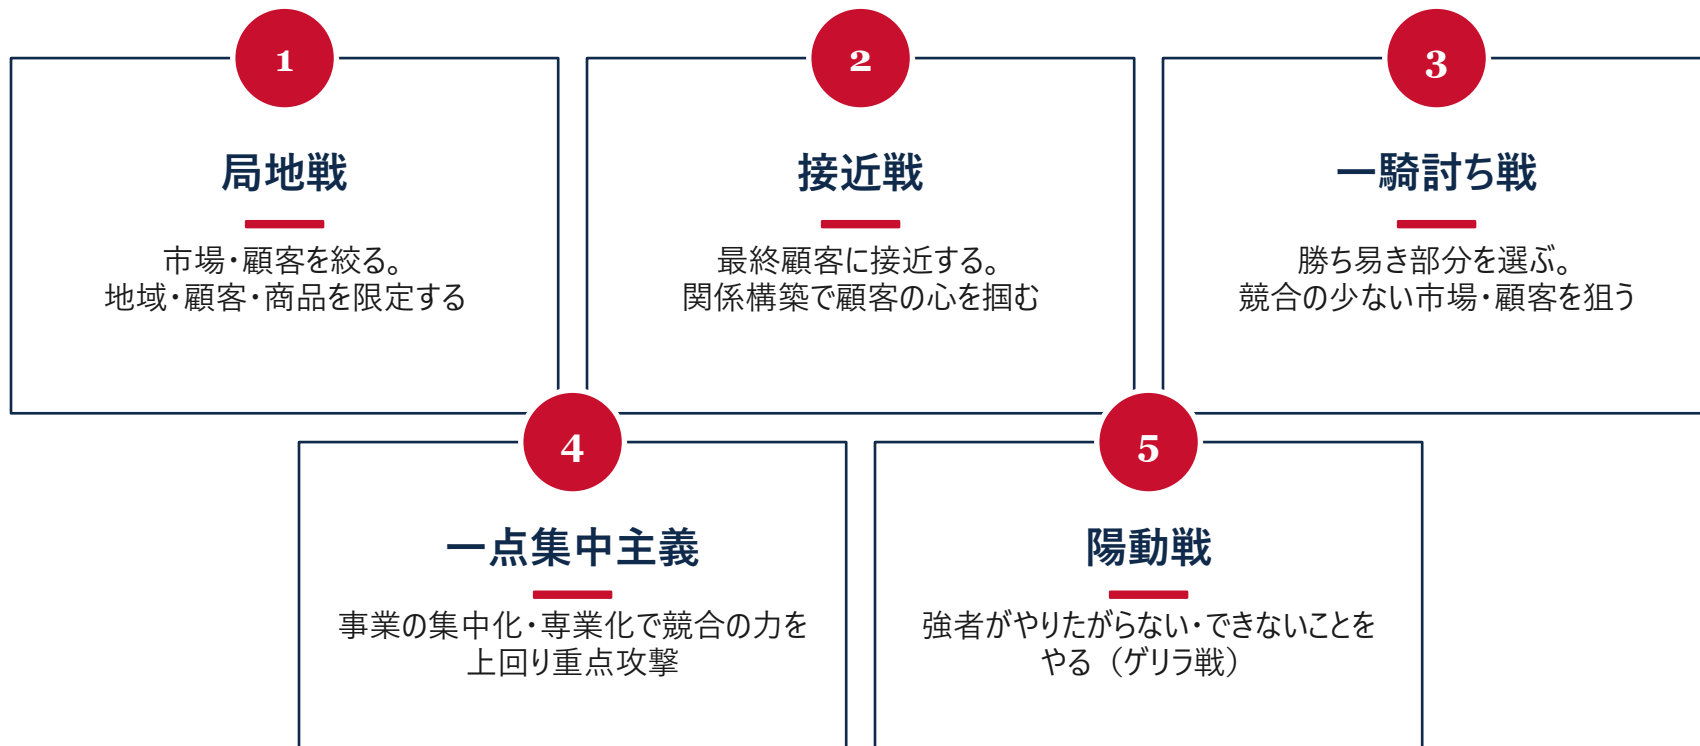 1
局地戦
市場・顧客を絞る。
地域・顧客・商品を限定する
2
接近戦
最終顧客に接近する。
関係構築で顧客の心を掴む
3
一騎討ち戦
勝ち易き部分を選ぶ。
競合の少ない市場・顧客を狙う
4
一点集中主義
事業の集中化・専業化で競合の力を
上回り重点攻撃
5
陽動戦
強者がやりたがらない・できないことを
やる（ゲリラ戦）